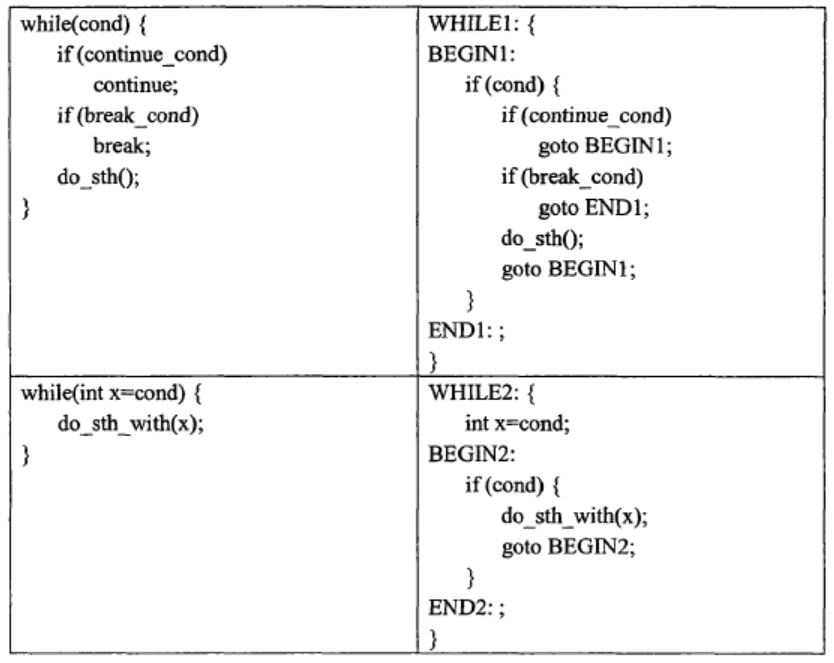 while(cond) {
if (continue_cond)
continue;
if (break_cond)
break;
do_sth();
}
WHILE1: {
BEGIN1:
if (cond) {
if (continue_cond)
goto BEGIN1;
if (break_cond)
goto END1;
do_sth();
goto BEGIN1;
}
END1: ;
}
while(int x=cond) {
do_sth_with(x);
}
WHILE2: {
int x=cond;
BEGIN2:
if (cond) {
do_sth_with(x);
goto BEGIN2;
}
END2: ;
}